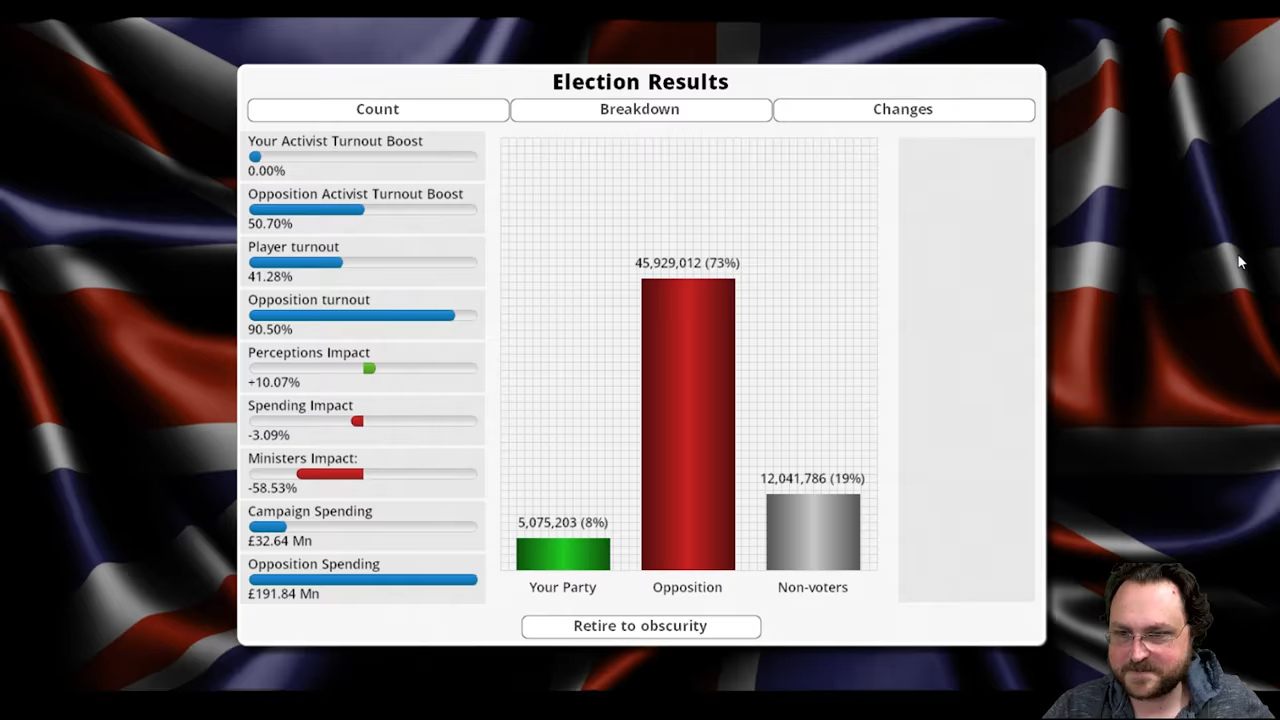 Election Results
Count
Breakdown
Changes
Your Activist Turnout Boost
0.00%
Opposition Activist Turnout Boost
50.70%
Player turnout
41.28%
Opposition turnout
90.50%
Perceptions Impact
+10.07%
Spending Impact
-3.09%
Ministers Impact:
-58.53%
Campaign Spending
£32.64 Mn
Opposition Spending
£191.84 Mn
45,929,012 (73%)
12,041,786 (19%)
5,075,203 (8%)
Your Party
Opposition
Non-voters
Retire to obscurity